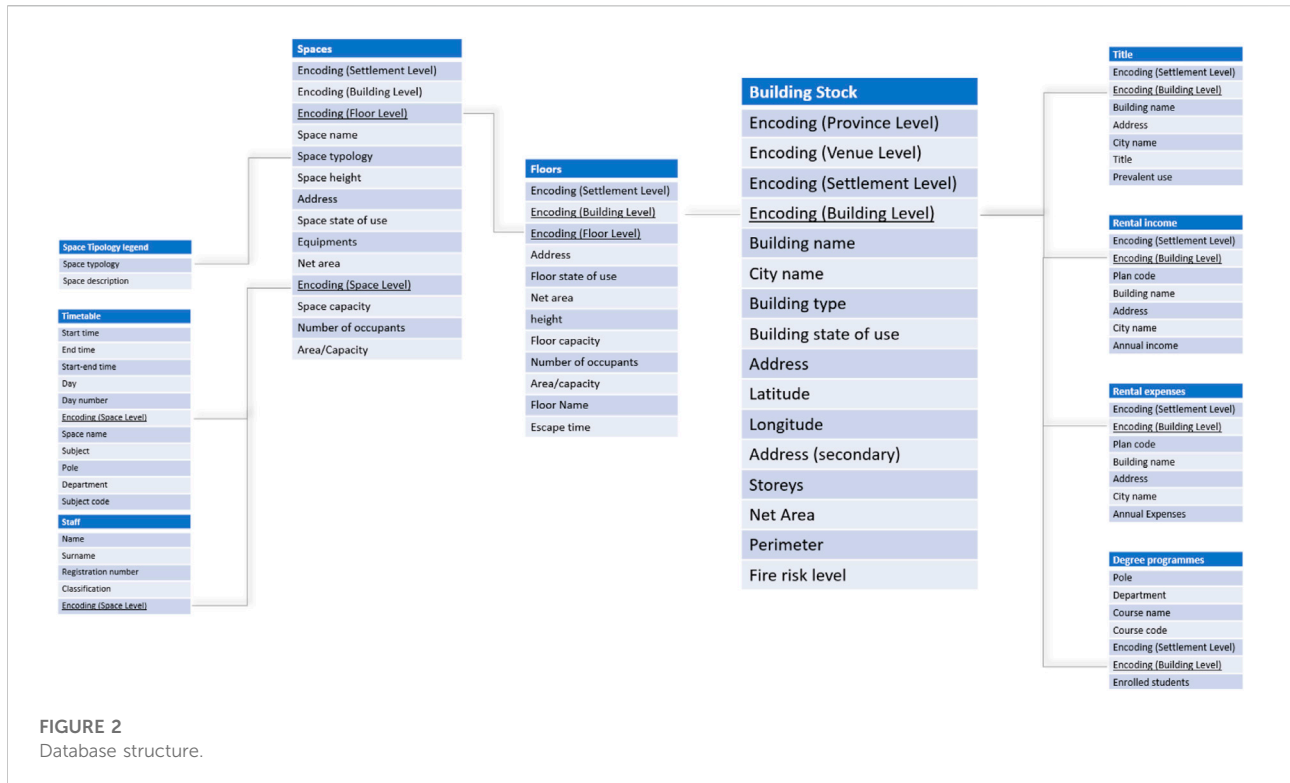 Spaces
Encoding (Settlement Level)
Encoding (Building Level)
Encoding (Floor Level)
Space name
Space typology
Space height
Address
Space state of use
Equipments
Net area
Encoding (Space Level)
Space capacity
Number of occupants
Area/Capacity
Space Tipology legend
Space typology
Space description
Timetable
Start time
End time
Start-end time
Day
Day number
Encoding (Space Level)
Space name
Subject
Pole
Department
Subject code
Staff
Name
Surname
Registration number
Classification
Encoding (Space Level)
Floors
Encoding (Settlement Level)
Encoding (Building Level)
Encoding (Floor Level)
Address
Floor state of use
Net area
height
Floor capacity
Number of occupants
Area/capacity
Floor Name
Escape time
Building Stock
Encoding (Province Level)
Encoding (Venue Level)
Encoding (Settlement Level)
Encoding (Building Level)
Building name
City name
Building type
Building state of use
Address
Latitude
Longitude
Address (secondary)
Storeys
Net Area
Perimeter
Fire risk level
Title
Encoding (Settlement Level)
Encoding (Building Level)
Building name
Address
City name
Title
Prevalent use
Rental income
Encoding (Settlement Level)
Encoding (Building Level)
Plan code
Building name
Address
City name
Annual income
Rental expenses
Encoding (Settlement Level)
Encoding (Building Level)
Plan code
Building name
Address
City name
Annual Expenses
Degree programmes
Pole
Department
Course name
Course code
Encoding (Settlement Level)
Encoding (Building Level)
Enrolled students
FIGURE 2
Database structure.